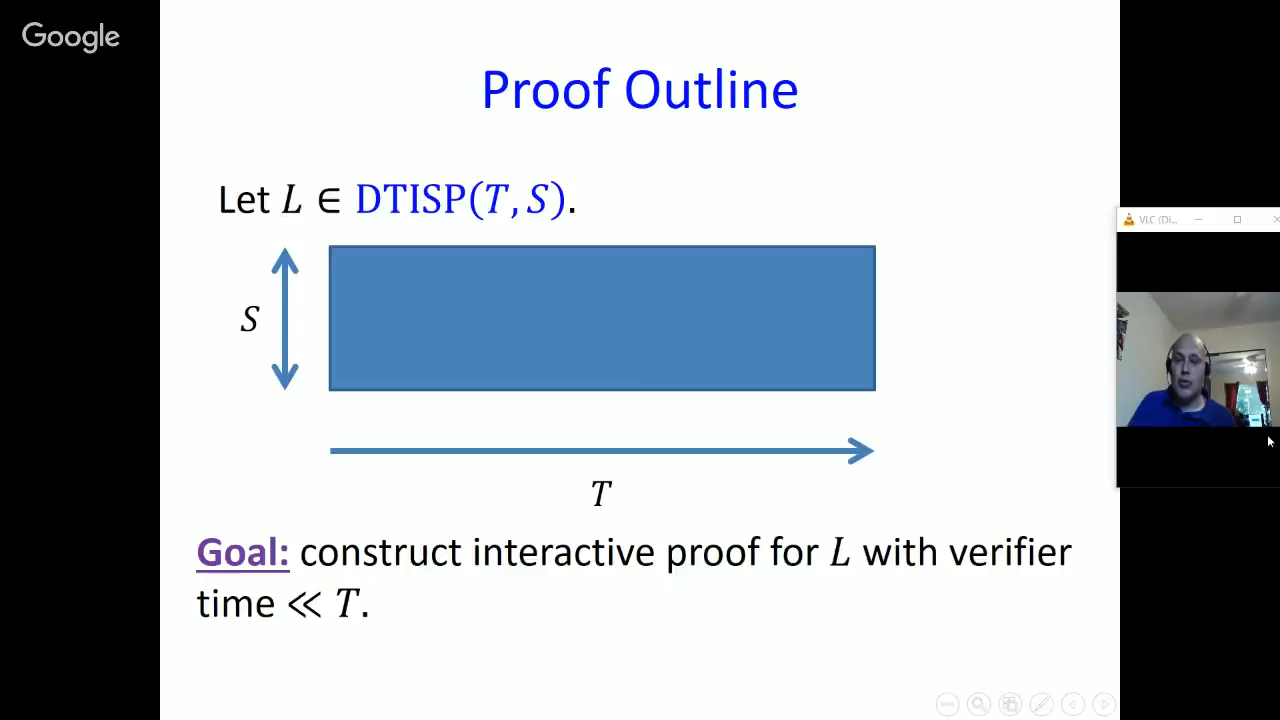 Google
Proof Outline
Let L ∈ DTISP(T, S).
VLC (Di...
S
T
Goal: construct interactive proof for L with verifier
time ≪ T.